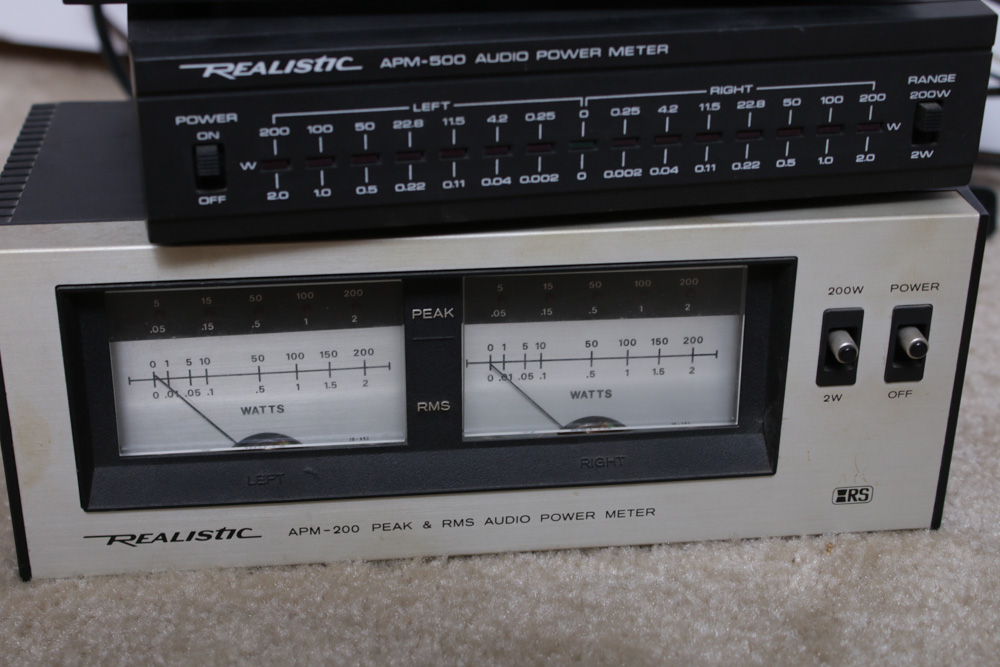 REALISTIC APM-500 AUDIO POWER METER
LEFT RIGHT
RANGE
200W
POWER
ON
200 100 50 22.8 11.5 4.2 0.25 0 0.25 4.2 11.5 22.8 50 100 200
W W
2.0 1.0 0.5 0.22 0.11 0.04 0.002 0 0.002 0.04 0.11 0.22 0.5 1.0 2.0
2W
OFF
5 15 50 100 200
.05 .15 .5 1 2
0 1 5 10 50 100 150 200
0 .01 .05 .1 .5 1 1.5 2
WATTS
LEFT
PEAK
RMS
5 15 50 100 200
.05 .15 .5 1 2
0 1 5 10 50 100 150 200
0 .01 .05 .1 .5 1 1.5 2
WATTS
RIGHT
200W POWER
2W OFF
RS
REALISTIC APM-200 PEAK & RMS AUDIO POWER METER